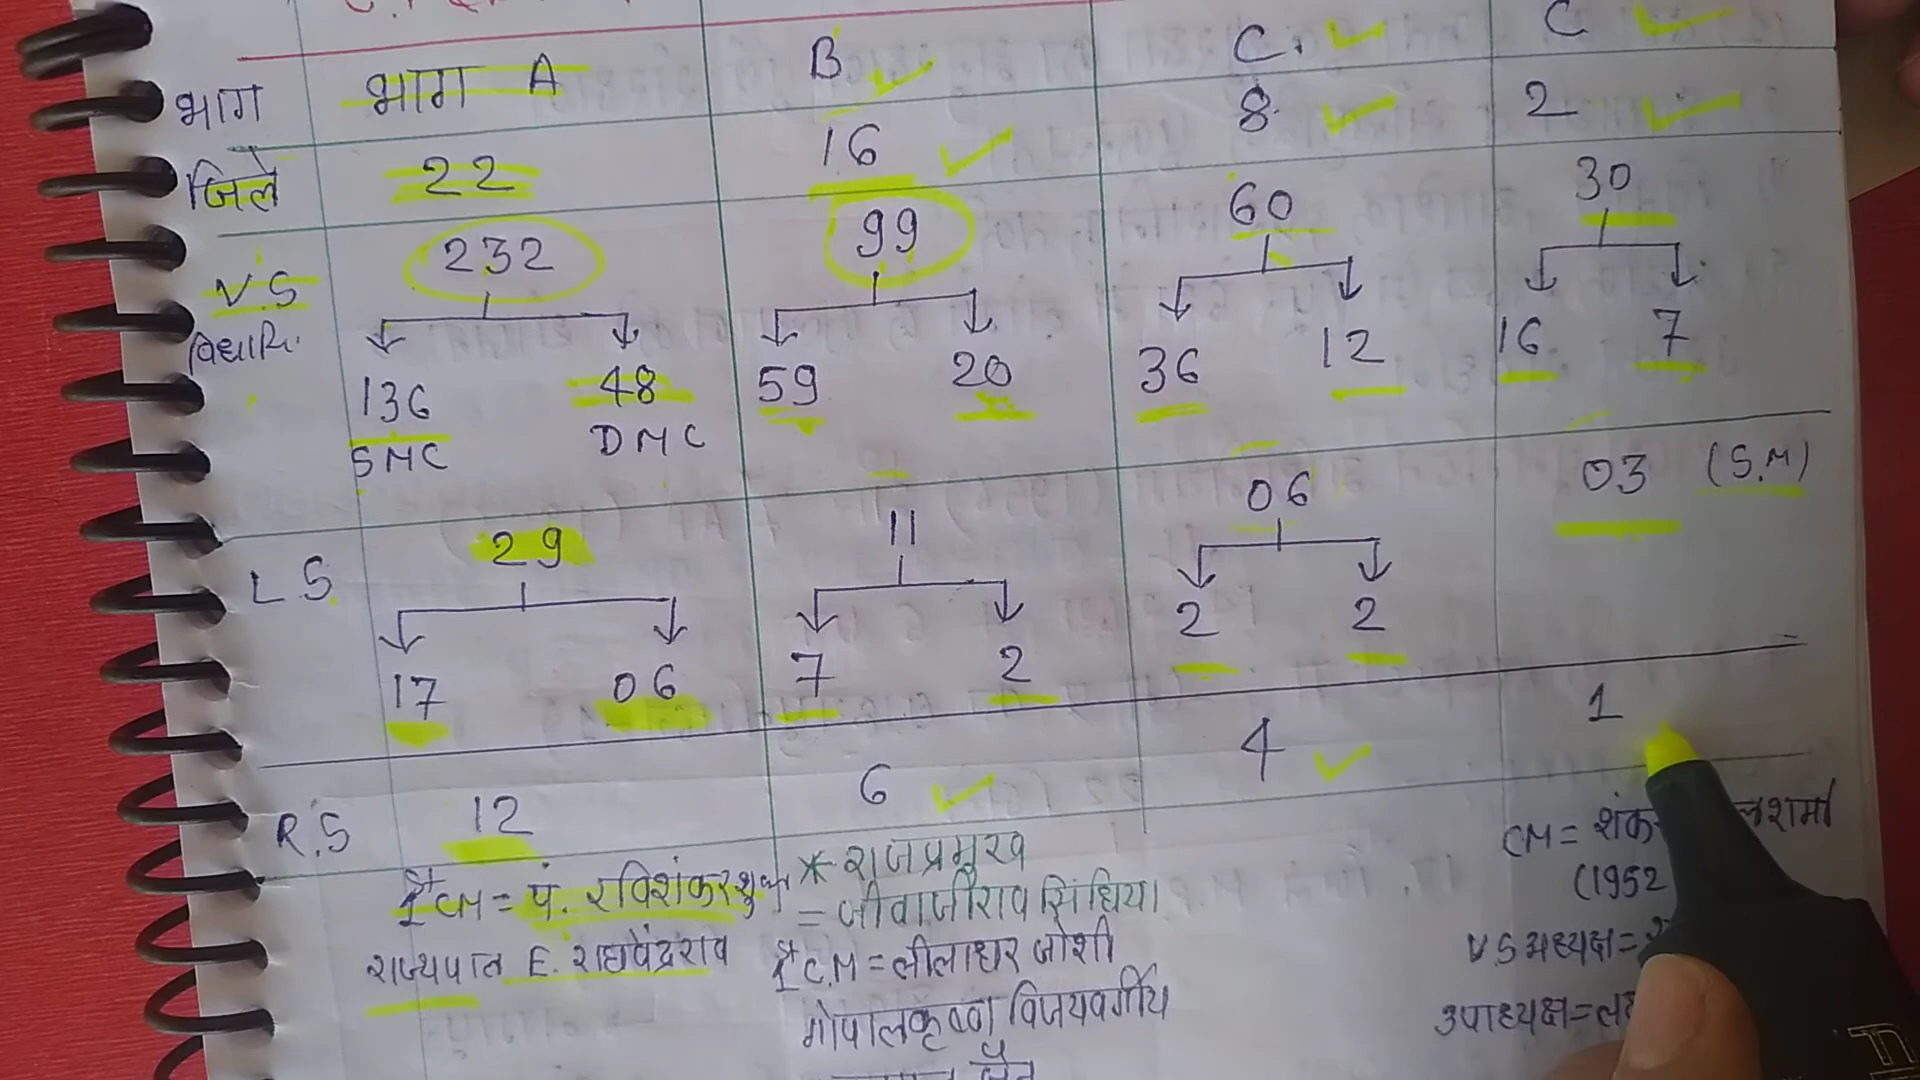 भाग भाग A B C. C
जिले 22 16 8 2
V.S 232 99 60 30
विधासि. 136 48 59 20 36 12 16 7
SMC DMC
L.S. 29 11 06 03 (S.M)
17 06 7 2 2 2
R.S 12 6 4 1
1st CM = पं. रविशंकर शुक्ल
राज्यपाल E. राघवेंद्रराव
* राजप्रमुख
= जीवाजीराव सिंधिया
1st C.M = लीलाधर जोशी
गोपालकृष्ण विजयवर्गीय
जैन
CM = शंक लशर्मा
(1952
V.S अध्यक्ष =
उपाध्यक्ष =